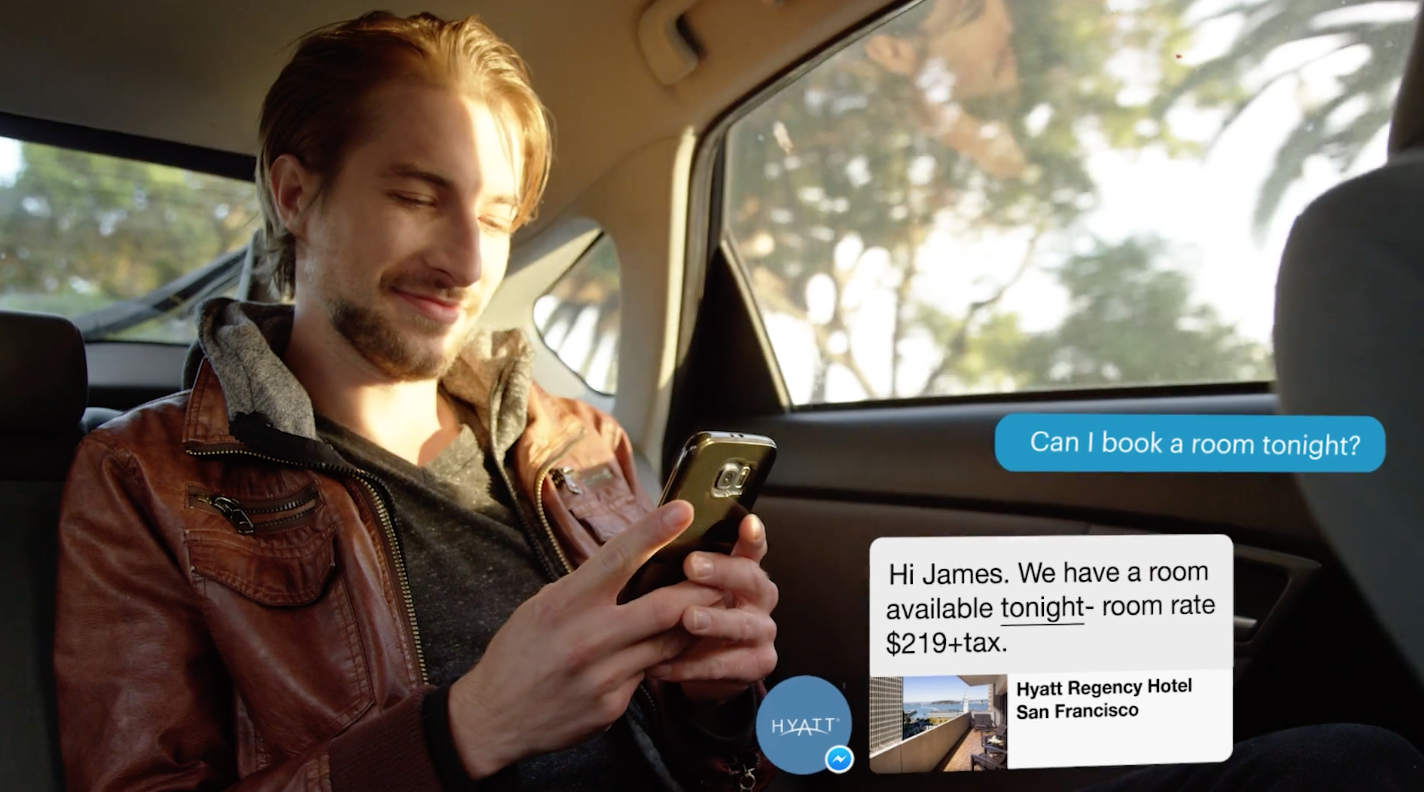 Can I book a room tonight?
Hi James. We have a room
available tonight- room rate
$219+tax.
Hyatt Regency Hotel
San Francisco
HYATT®